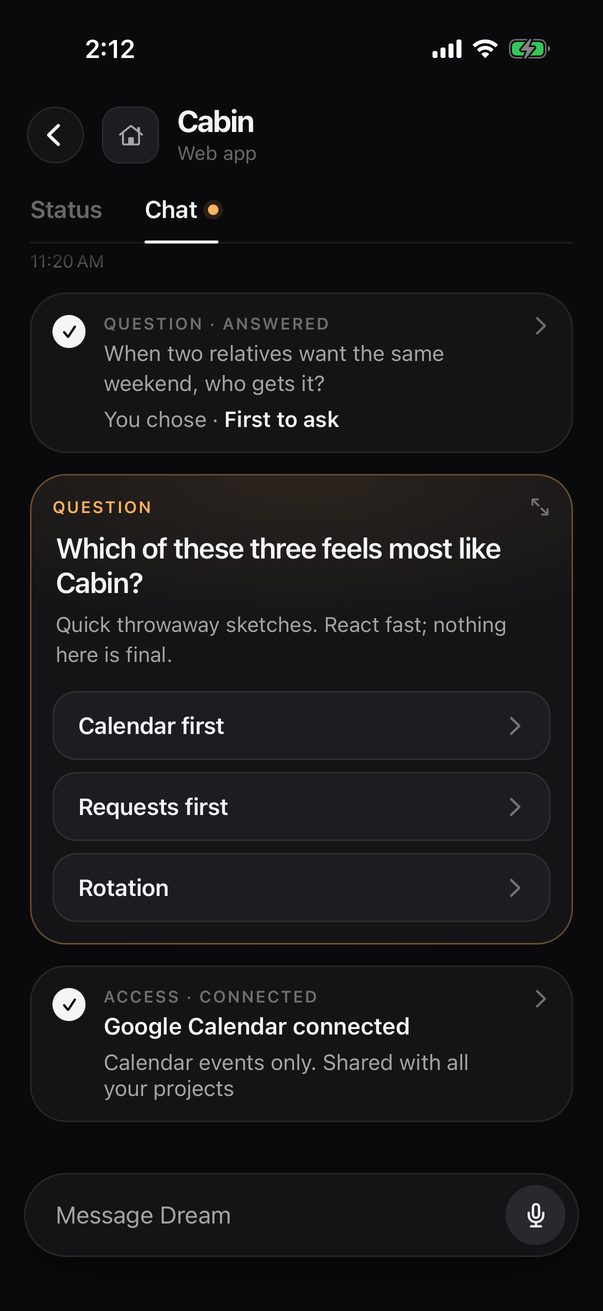 2:12
Cabin
Web app
Status
Chat
11:20 AM
QUESTION · ANSWERED
When two relatives want the same
weekend, who gets it?
You chose · First to ask
QUESTION
Which of these three feels most like
Cabin?
Quick throwaway sketches. React fast; nothing
here is final.
Calendar first
Requests first
Rotation
ACCESS · CONNECTED
Google Calendar connected
Calendar events only. Shared with all
your projects
Message Dream